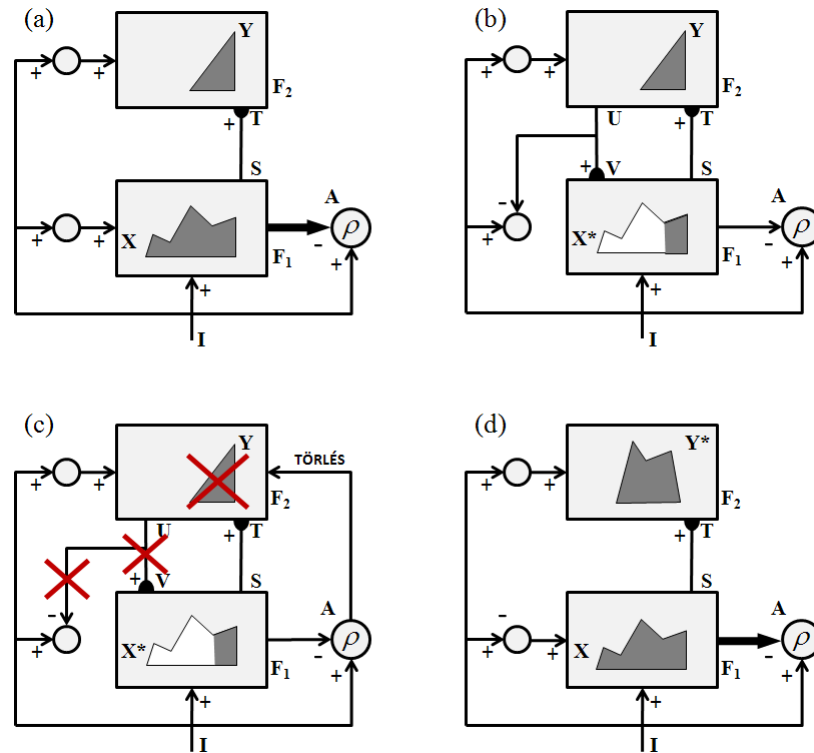 (a)
Y
+ +
F₂
+ T
S
A
X
ρ
+ +
-
F₁
+
+
I
(b)
Y
+ +
F₂
U
+ T
+ V
S
-
A
X*
ρ
+
-
F₁
+
+
I
(c)
Y
TÖRLÉS
+ +
F₂
U
+ T
+ V
S
-
A
X*
ρ
+
-
F₁
+
+
I
(d)
Y*
+ +
F₂
+ T
S
-
A
X
ρ
+ +
-
F₁
+
+
I